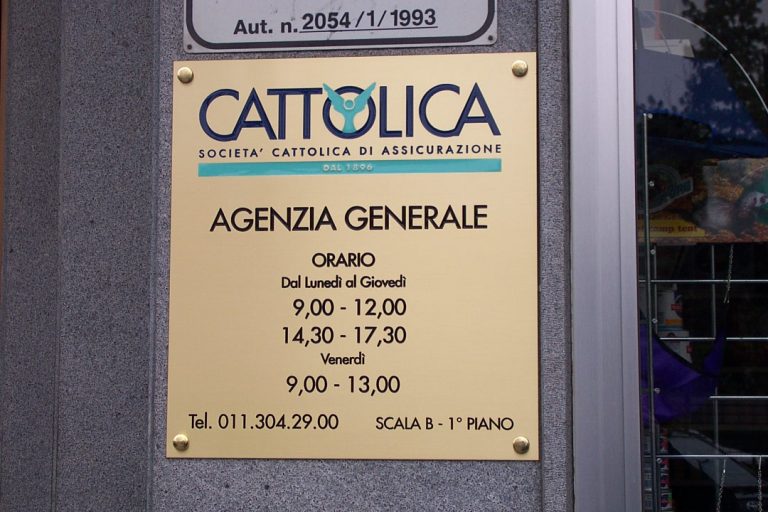 Aut. n. 2054/1/1993
CATTOLICA
SOCIETA' CATTOLICA DI ASSICURAZIONE
DAL 1896
AGENZIA GENERALE
ORARIO
Dal Lunedì al Giovedì
9,00 - 12,00
14,30 - 17,30
Venerdì
9,00 - 13,00
Tel. 011.304.29.00 SCALA B - 1° PIANO